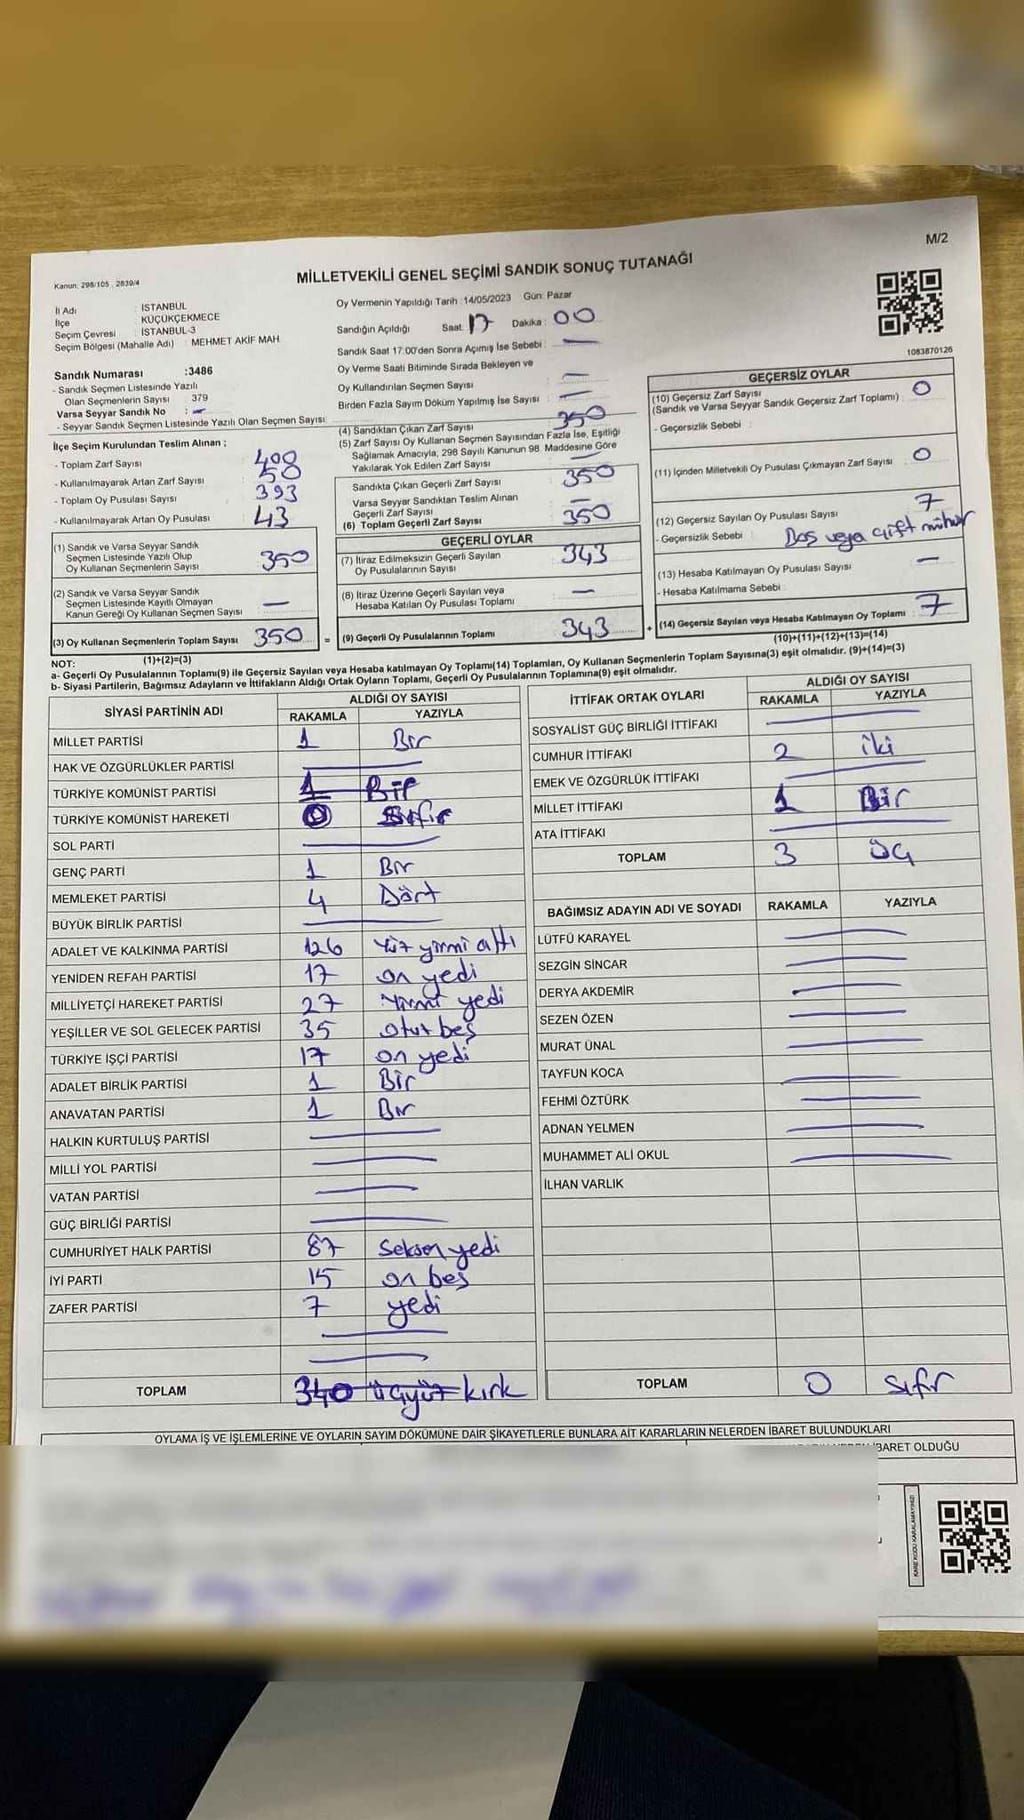 M/2
Kanun: 298/105 , 2839/4
MİLLETVEKİLİ GENEL SEÇİMİ SANDIK SONUÇ TUTANAĞI
İl Adı : İSTANBUL
İlçe : KÜÇÜKÇEKMECE
Seçim Çevresi : İSTANBUL-3
Seçim Bölgesi (Mahalle Adı) : MEHMET AKİF MAH
Sandık Numarası :3486
- Sandık Seçmen Listesinde Yazılı
Olan Seçmenlerin Sayısı : 379
Varsa Seyyar Sandık No : —
- Seyyar Sandık Seçmen Listesinde Yazılı Olan Seçmen Sayısı :
İlçe Seçim Kurulundan Teslim Alınan ;
- Toplam Zarf Sayısı : 400
- Kullanılmayarak Artan Zarf Sayısı : 50
- Toplam Oy Pusulası Sayısı : 393
- Kullanılmayarak Artan Oy Pusulası : 43
Oy Vermenin Yapıldığı Tarih :14/05/2023 Gün: Pazar
Sandığın Açıldığı Saat: 17 Dakika : 00
Sandık Saat 17:00'den Sonra Açımış İse Sebebi : —
Oy Verme Saati Bitiminde Sırada Bekleyen ve
Oy Kullandırılan Seçmen Sayısı —
Birden Fazla Sayım Döküm Yapılmış İse Sayısı : —
(4) Sandıktan Çıkan Zarf Sayısı 350
(5) Zarf Sayısı Oy Kullanan Seçmen Sayısından Fazla İse, Eşitliği
Sağlamak Amacıyla, 298 Sayılı Kanunun 98. Maddesine Göre
Yakılarak Yok Edilen Zarf Sayısı —
Sandıkta Çıkan Geçerli Zarf Sayısı 350
Varsa Seyyar Sandıktan Teslim Alınan
Geçerli Zarf Sayısı —
(6) Toplam Geçerli Zarf Sayısı 350
1083870126
GEÇERSİZ OYLAR
(10) Geçersiz Zarf Sayısı 0
(Sandık ve Varsa Seyyar Sandık Geçersiz Zarf Toplamı) :
- Geçersizlik Sebebi :
(11) İçinden Milletvekili Oy Pusulası Çıkmayan Zarf Sayısı 0
(12) Geçersiz Sayılan Oy Pusulası Sayısı 7
- Geçersizlik Sebebi : Boş veya çift mühür
(13) Hesaba Katılmayan Oy Pusulası Sayısı —
- Hesaba Katılmama Sebebi :
(14) Geçersiz Sayılan veya Hesaba Katılmayan Oy Toplamı : 7
(10)+(11)+(12)+(13)=(14)
(1) Sandık ve Varsa Seyyar Sandık
Seçmen Listesinde Yazılı Olup
Oy Kullanan Seçmenlerin Sayısı 350
(2) Sandık ve Varsa Seyyar Sandık
Seçmen Listesinde Kayıtlı Olmayan
Kanun Gereği Oy Kullanan Seçmen Sayısı —
(3) Oy Kullanan Seçmenlerin Toplam Sayısı 350 =
(1)+(2)=(3)
GEÇERLİ OYLAR
(7) İtiraz Edilmeksizin Geçerli Sayılan
Oy Pusulalarının Sayısı 343
(8) İtiraz Üzerine Geçerli Sayılan veya
Hesaba Katılan Oy Pusulası Toplamı —
(9) Geçerli Oy Pusulalarının Toplamı 343 +
NOT:
a- Geçerli Oy Pusulasının Toplamı(9) ile Geçersiz Sayılan veya Hesaba katılmayan Oy Toplamı(14) Toplamları, Oy Kullanan Seçmenlerin Toplam Sayısına(3) eşit olmalıdır. (9)+(14)=(3)
b- Siyasi Partilerin, Bağımsız Adayların ve İttifakların Aldığı Ortak Oyların Toplamı, Geçerli Oy Pusulalarının Toplamına(9) eşit olmalıdır.
SİYASİ PARTİNİN ADI ALDIĞI OY SAYISI
RAKAMLA YAZIYLA
MİLLET PARTİSİ 1 Bir
HAK VE ÖZGÜRLÜKLER PARTİSİ
TÜRKİYE KOMÜNİST PARTİSİ 1 Bir
TÜRKİYE KOMÜNİST HAREKETİ 0 Sıfır
SOL PARTİ
GENÇ PARTİ 1 Bir
MEMLEKET PARTİSİ 4 Dört
BÜYÜK BİRLİK PARTİSİ
ADALET VE KALKINMA PARTİSİ 126 Yüz yirmi altı
YENİDEN REFAH PARTİSİ 17 on yedi
MİLLİYETÇİ HAREKET PARTİSİ 27 Yirmi yedi
YEŞİLLER VE SOL GELECEK PARTİSİ 35 otuz beş
TÜRKİYE İŞÇİ PARTİSİ 17 on yedi
ADALET BİRLİK PARTİSİ 1 Bir
ANAVATAN PARTİSİ 1 Bir
HALKIN KURTULUŞ PARTİSİ
MİLLİ YOL PARTİSİ
VATAN PARTİSİ
GÜÇ BİRLİĞİ PARTİSİ
CUMHURİYET HALK PARTİSİ 87 Seksen yedi
İYİ PARTİ 15 on beş
ZAFER PARTİSİ 7 yedi
TOPLAM 340 üçyüz kırk
İTTİFAK ORTAK OYLARI ALDIĞI OY SAYISI
RAKAMLA YAZIYLA
SOSYALİST GÜÇ BİRLİĞİ İTTİFAKI
CUMHUR İTTİFAKI 2 iki
EMEK VE ÖZGÜRLÜK İTTİFAKI
MİLLET İTTİFAKI 1 Bir
ATA İTTİFAKI
TOPLAM 3 üç
BAĞIMSIZ ADAYIN ADI VE SOYADI RAKAMLA YAZIYLA
LÜTFÜ KARAYEL
SEZGİN SİNCAR
DERYA AKDEMİR
SEZEN ÖZEN
MURAT ÜNAL
TAYFUN KOCA
FEHMİ ÖZTÜRK
ADNAN YELMEN
MUHAMMET ALİ OKUL
İLHAN VARLIK
TOPLAM 0 sıfır
OYLAMA İŞ VE İŞLEMLERİNE VE OYLARIN SAYIM DÖKÜMÜNE DAİR ŞİKAYETLERLE BUNLARA AİT KARARLARIN NELERDEN İBARET BULUNDUKLARI
BARET OLDUĞU
KARE KODU KARALAMAYINIZ!